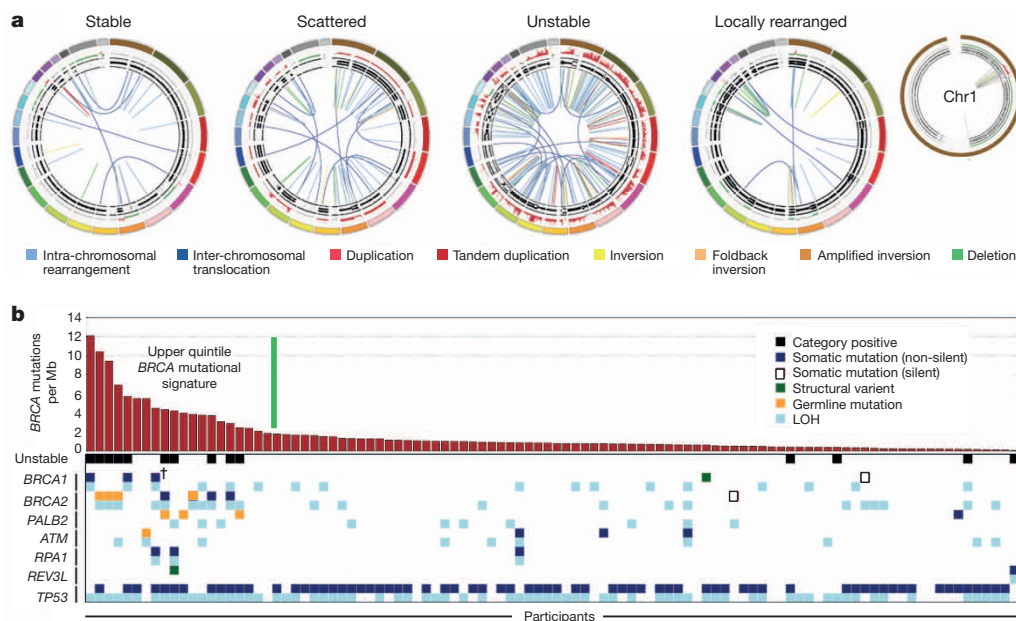 a
Stable Scattered Unstable Locally rearranged
Chr1
Intra-chromosomal rearrangement
Inter-chromosomal translocation
Duplication
Tandem duplication
Inversion
Foldback inversion
Amplified inversion
Deletion
b
BRCA mutations per Mb
14
12
10
8
6
4
2
0
Upper quintile
BRCA mutational
signature
Category positive
Somatic mutation (non-silent)
Somatic mutation (silent)
Structural varient
Germline mutation
LOH
Unstable
†
BRCA1
BRCA2
PALB2
ATM
RPA1
REV3L
TP53
Participants